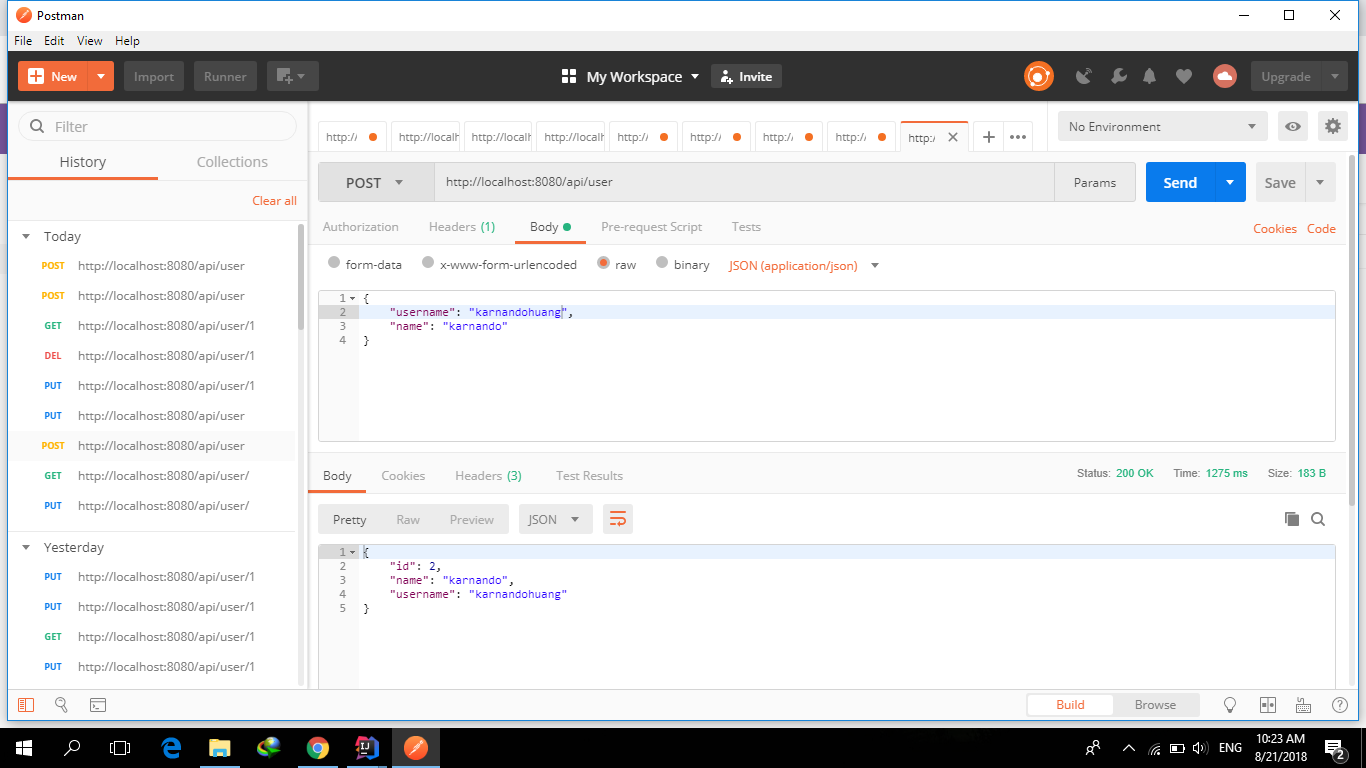 Postman
File Edit View Help
New Import Runner My Workspace Invite Upgrade
Filter
History Collections
Clear all
Today
POST http://localhost:8080/api/user
POST http://localhost:8080/api/user
GET http://localhost:8080/api/user/1
DEL http://localhost:8080/api/user/1
PUT http://localhost:8080/api/user/1
PUT http://localhost:8080/api/user
POST http://localhost:8080/api/user
GET http://localhost:8080/api/user/
PUT http://localhost:8080/api/user/
Yesterday
PUT http://localhost:8080/api/user/1
PUT http://localhost:8080/api/user/1
GET http://localhost:8080/api/user/1
PUT http://localhost:8080/api/user/1
http:/ http://localh http://localh http://localh http:/ http:/ http:/ http:/ http:/ No Environment
POST http://localhost:8080/api/user Params Send Save
Authorization Headers (1) Body Pre-request Script Tests Cookies Code
form-data x-www-form-urlencoded raw binary JSON (application/json)
1 {
2 "username": "karnandohuang",
3 "name": "karnando"
4 }
Body Cookies Headers (3) Test Results Status: 200 OK Time: 1275 ms Size: 183 B
Pretty Raw Preview JSON
1 {
2 "id": 2,
3 "name": "karnando",
4 "username": "karnandohuang"
5 }
Build Browse
ENG 10:23 AM
8/21/2018 2